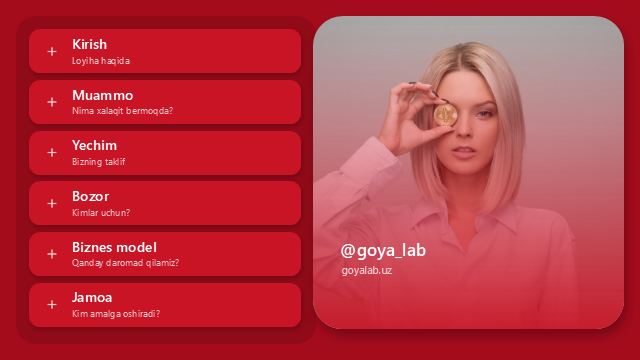 Kirish
Loyiha haqida
Muammo
Nima xalaqit bermoqda?
Yechim
Bizning taklif
Bozor
Kimlar uchun?
Biznes model
Qanday daromad qilamiz?
Jamoa
Kim amalga oshiradi?
@goya_lab
goyalab.uz